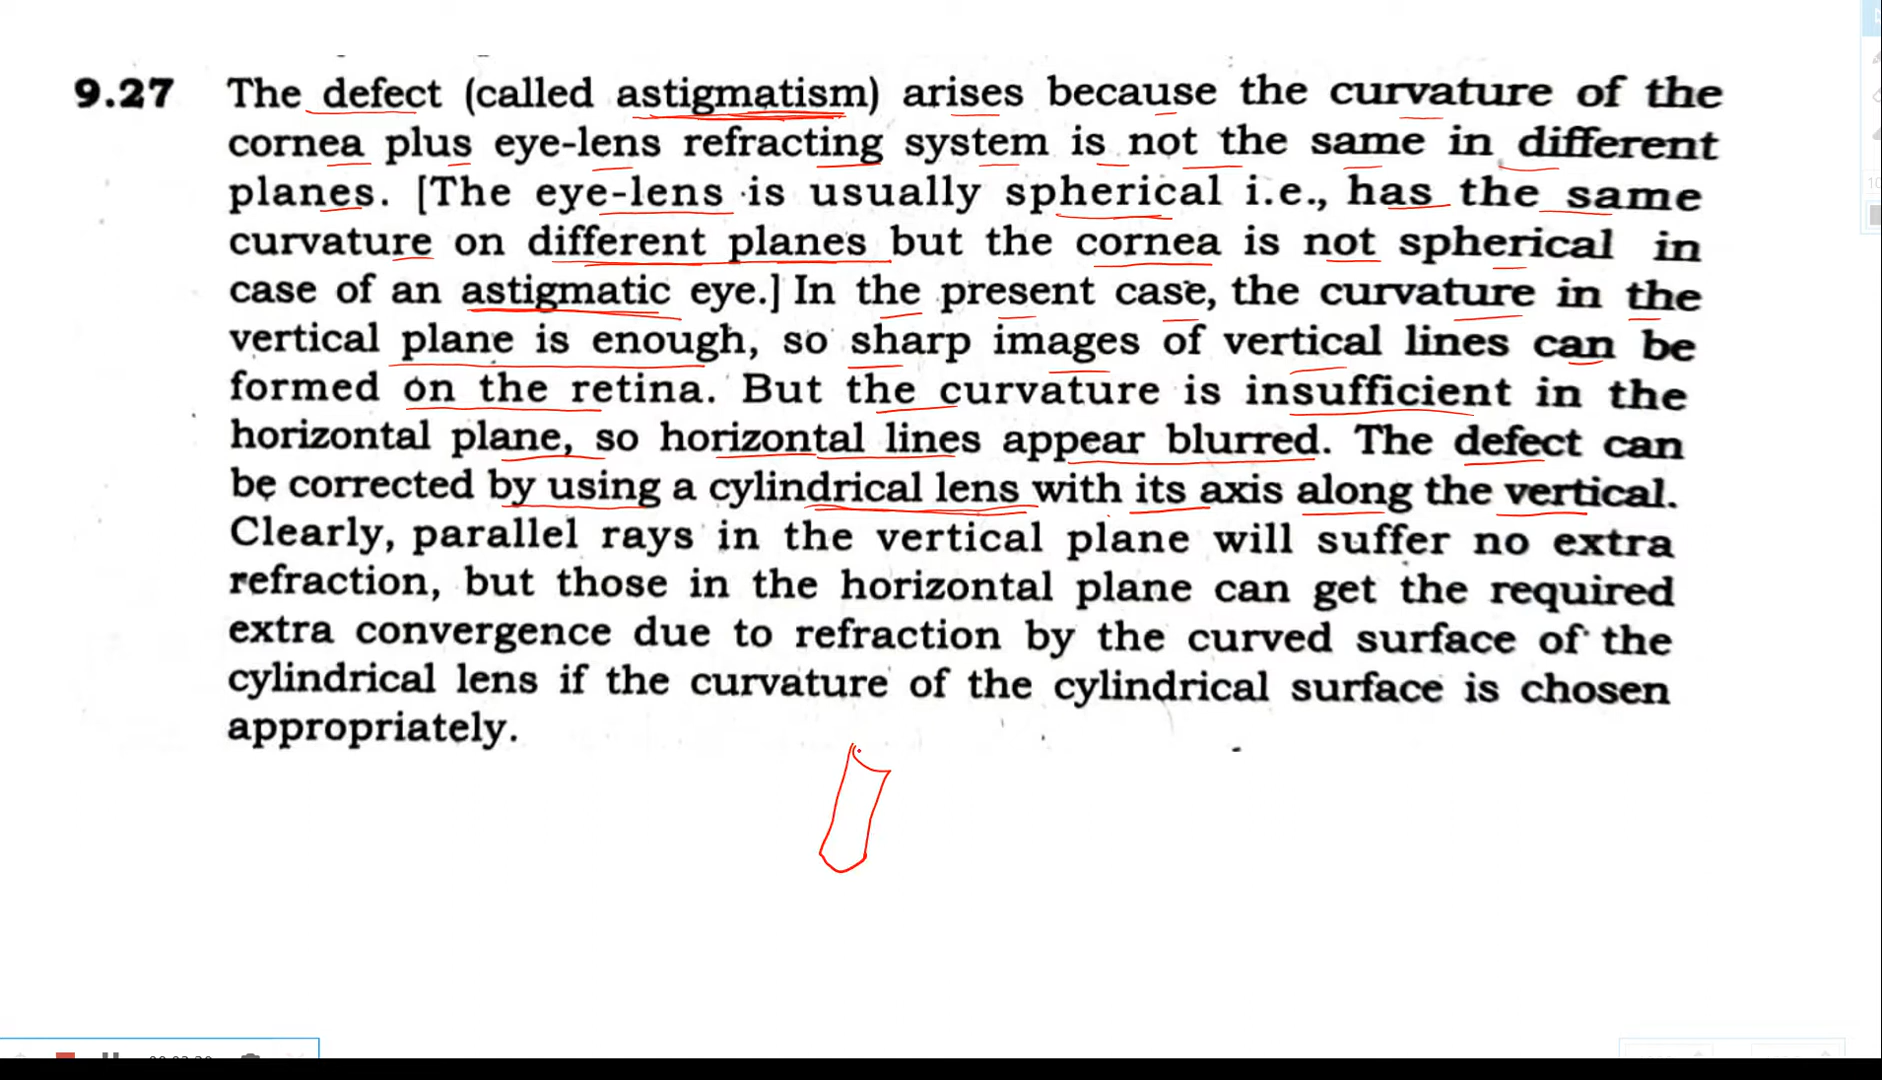 9.27 The defect (called astigmatism) arises because the curvature of the
cornea plus eye-lens refracting system is not the same in different
planes. [The eye-lens is usually spherical i.e., has the same
curvature on different planes but the cornea is not spherical in
case of an astigmatic eye.] In the present case, the curvature in the
vertical plane is enough, so sharp images of vertical lines can be
formed on the retina. But the curvature is insufficient in the
horizontal plane, so horizontal lines appear blurred. The defect can
be corrected by using a cylindrical lens with its axis along the vertical.
Clearly, parallel rays in the vertical plane will suffer no extra
refraction, but those in the horizontal plane can get the required
extra convergence due to refraction by the curved surface of the
cylindrical lens if the curvature of the cylindrical surface is chosen
appropriately.